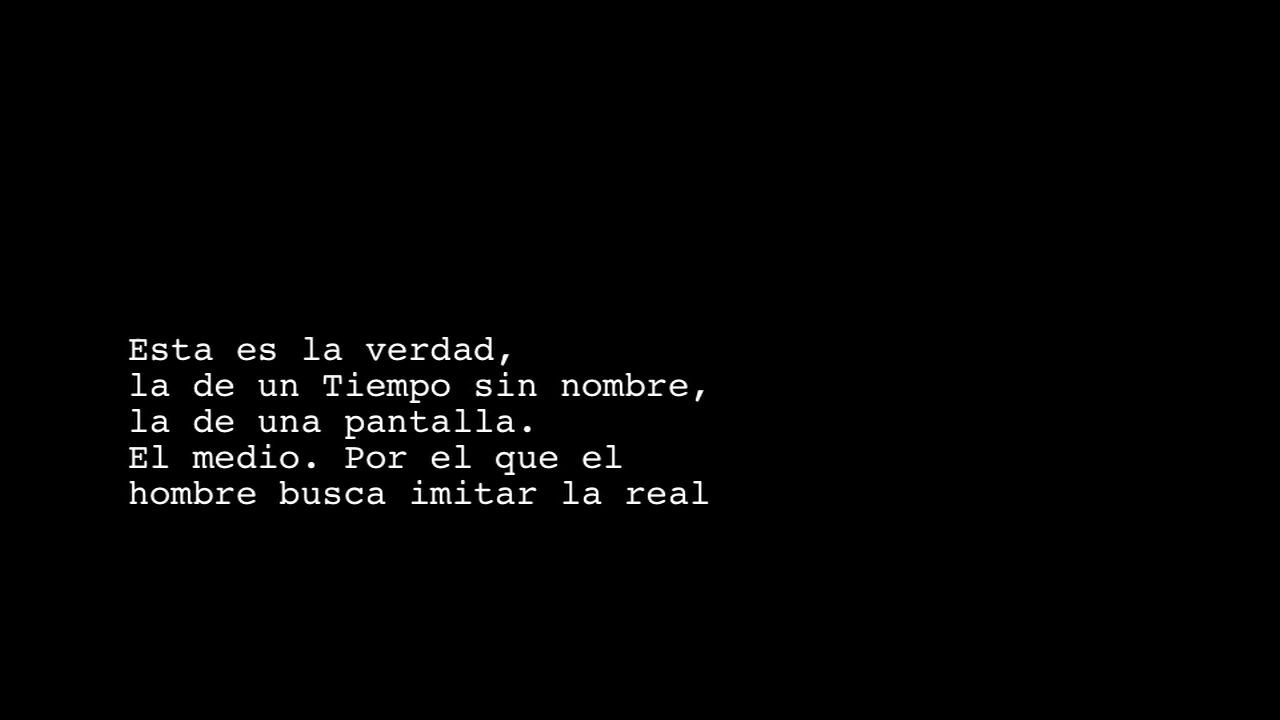 Esta es la verdad,
la de un Tiempo sin nombre,
la de una pantalla.
El medio. Por el que el
hombre busca imitar la real